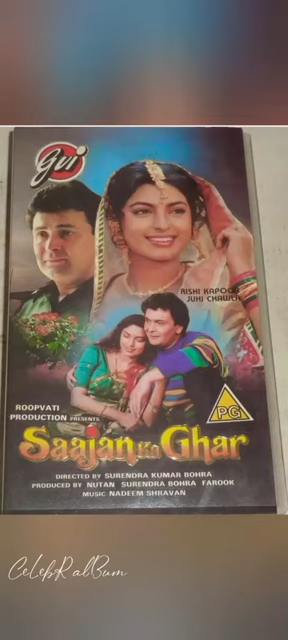 gvi
RISHI KAPOOR
JUHI CHAWLA
ROOPVATI
PRODUCTION PRESENTS
PG
Saajan Ka Ghar
DIRECTED BY SURENDRA KUMAR BOHRA
PRODUCED BY NUTAN SURENDRA BOHRA FAROOK
MUSIC NADEEM SHRAVAN
CeLebRalBum